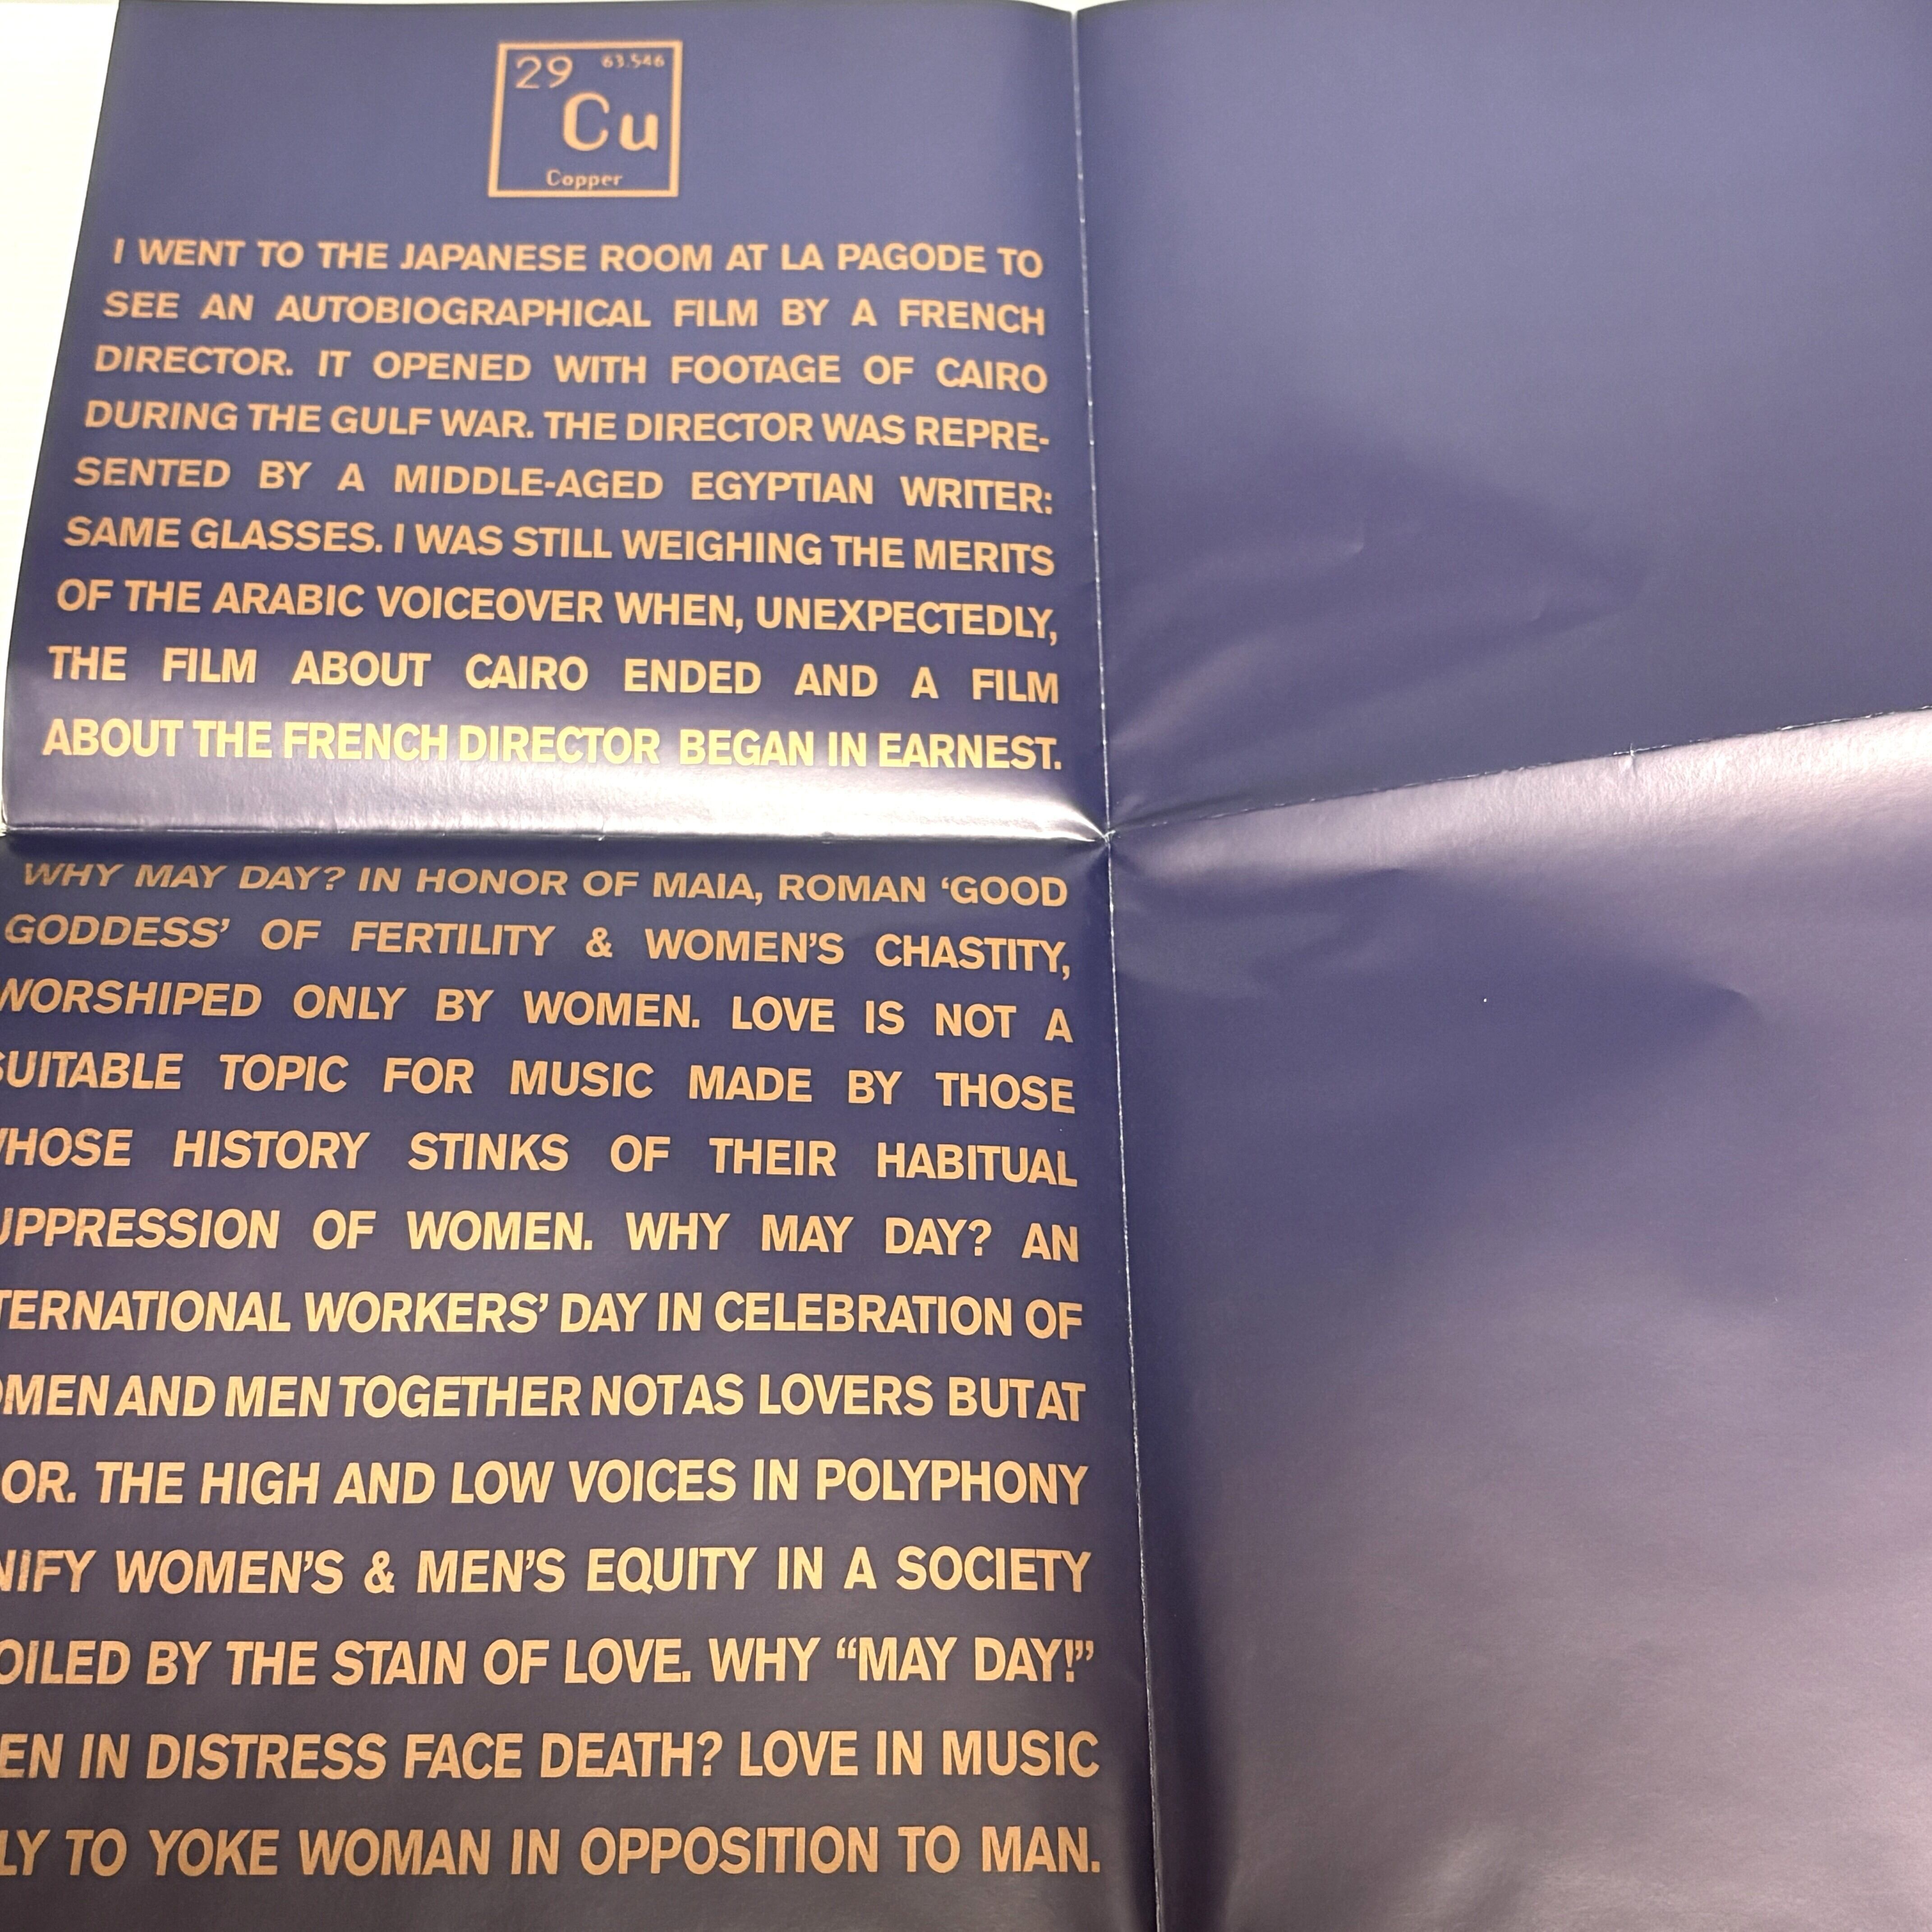 29 63.546
Cu
Copper
I WENT TO THE JAPANESE ROOM AT LA PAGODE TO
SEE AN AUTOBIOGRAPHICAL FILM BY A FRENCH
DIRECTOR. IT OPENED WITH FOOTAGE OF CAIRO
DURING THE GULF WAR. THE DIRECTOR WAS REPRE-
SENTED BY A MIDDLE-AGED EGYPTIAN WRITER:
SAME GLASSES. I WAS STILL WEIGHING THE MERITS
OF THE ARABIC VOICEOVER WHEN, UNEXPECTEDLY,
THE FILM ABOUT CAIRO ENDED AND A FILM
ABOUT THE FRENCH DIRECTOR BEGAN IN EARNEST.
WHY MAY DAY? IN HONOR OF MAIA, ROMAN ‘GOOD
GODDESS’ OF FERTILITY & WOMEN’S CHASTITY,
WORSHIPED ONLY BY WOMEN. LOVE IS NOT A
SUITABLE TOPIC FOR MUSIC MADE BY THOSE
WHOSE HISTORY STINKS OF THEIR HABITUAL
UPPRESSION OF WOMEN. WHY MAY DAY? AN
TERNATIONAL WORKERS’ DAY IN CELEBRATION OF
OMEN AND MEN TOGETHER NOT AS LOVERS BUT AT
OR. THE HIGH AND LOW VOICES IN POLYPHONY
NIFY WOMEN’S & MEN’S EQUITY IN A SOCIETY
OILED BY THE STAIN OF LOVE. WHY “MAY DAY!”
EN IN DISTRESS FACE DEATH? LOVE IN MUSIC
LY TO YOKE WOMAN IN OPPOSITION TO MAN.